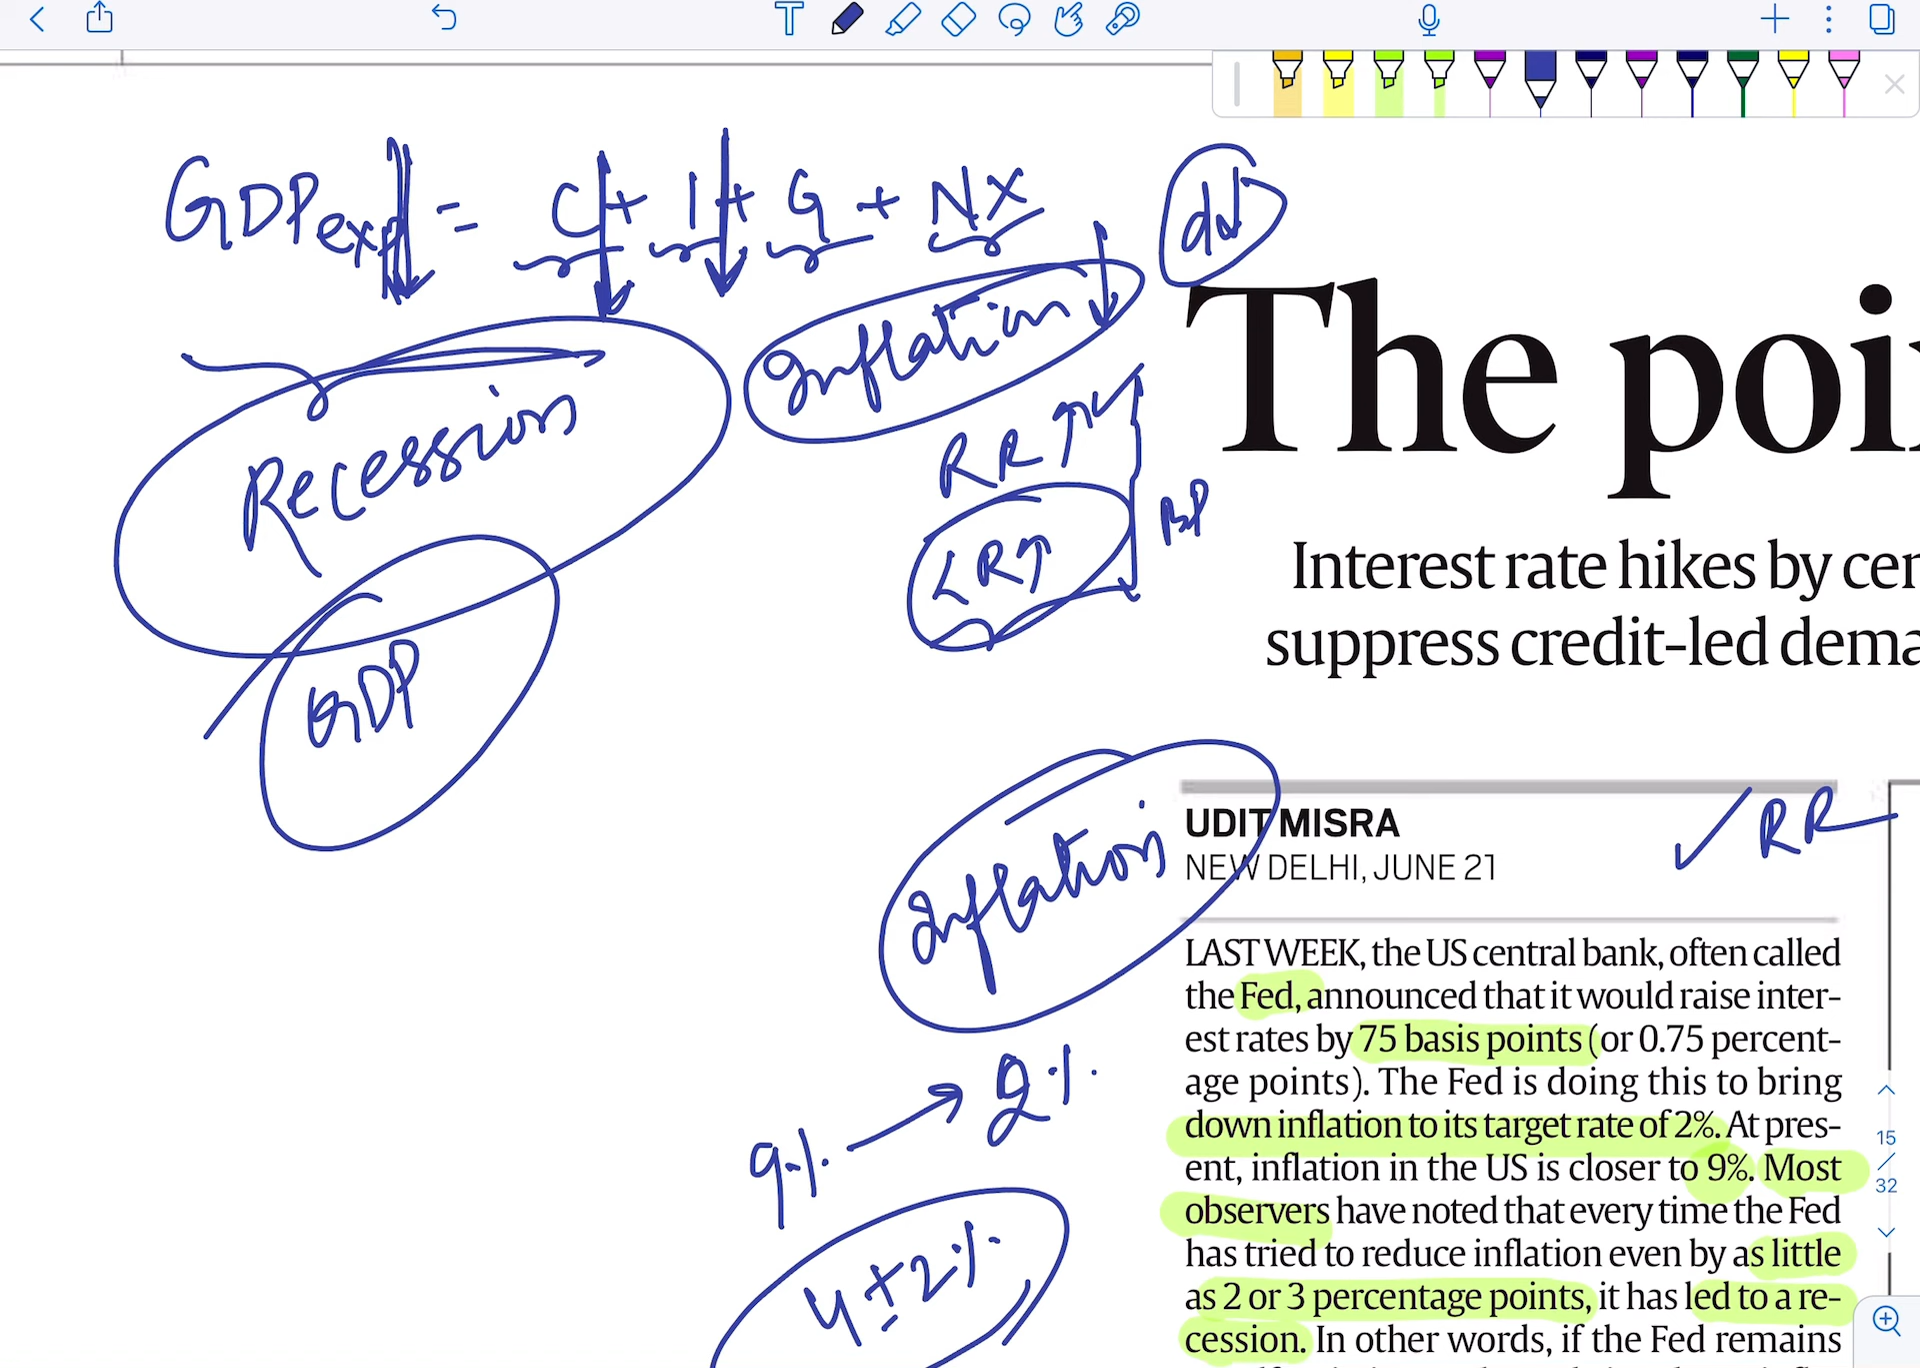 GDPexp = C + I + G + NX
Inflation
Recession
RR ↑ ✓
LR ↑
BP
GDP
Inflation
9% → 2%
4 ± 2%
The poi
Interest rate hikes by cen
suppress credit-led dema
UDIT MISRA
NEW DELHI, JUNE 21
✓ RR
LAST WEEK, the US central bank, often called
the Fed, announced that it would raise inter-
est rates by 75 basis points (or 0.75 percent-
age points). The Fed is doing this to bring
down inflation to its target rate of 2%. At pres-
ent, inflation in the US is closer to 9%. Most
observers have noted that every time the Fed
has tried to reduce inflation even by as little
as 2 or 3 percentage points, it has led to a re-
cession. In other words, if the Fed remains
15
32